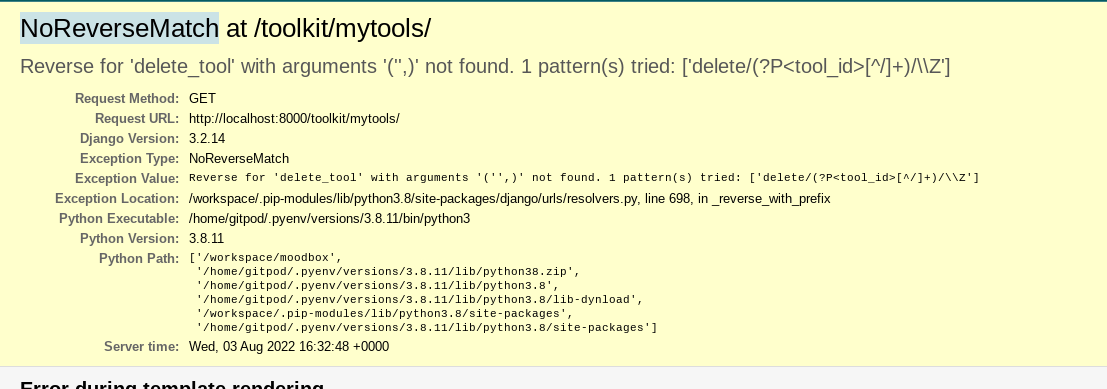 NoReverseMatch at /toolkit/mytools/
Reverse for 'delete_tool' with arguments '('',)' not found. 1 pattern(s) tried: ['delete/(?P<tool_id>[^/]+)/\\Z']
Request Method: GET
Request URL: http://localhost:8000/toolkit/mytools/
Django Version: 3.2.14
Exception Type: NoReverseMatch
Exception Value: Reverse for 'delete_tool' with arguments '('',)' not found. 1 pattern(s) tried: ['delete/(?P<tool_id>[^/]+)/\\Z']
Exception Location: /workspace/.pip-modules/lib/python3.8/site-packages/django/urls/resolvers.py, line 698, in _reverse_with_prefix
Python Executable: /home/gitpod/.pyenv/versions/3.8.11/bin/python3
Python Version: 3.8.11
Python Path: ['/workspace/moodbox',
'/home/gitpod/.pyenv/versions/3.8.11/lib/python38.zip',
'/home/gitpod/.pyenv/versions/3.8.11/lib/python3.8',
'/home/gitpod/.pyenv/versions/3.8.11/lib/python3.8/lib-dynload',
'/workspace/.pip-modules/lib/python3.8/site-packages',
'/home/gitpod/.pyenv/versions/3.8.11/lib/python3.8/site-packages']
Server time: Wed, 03 Aug 2022 16:32:48 +0000
Error during template rendering